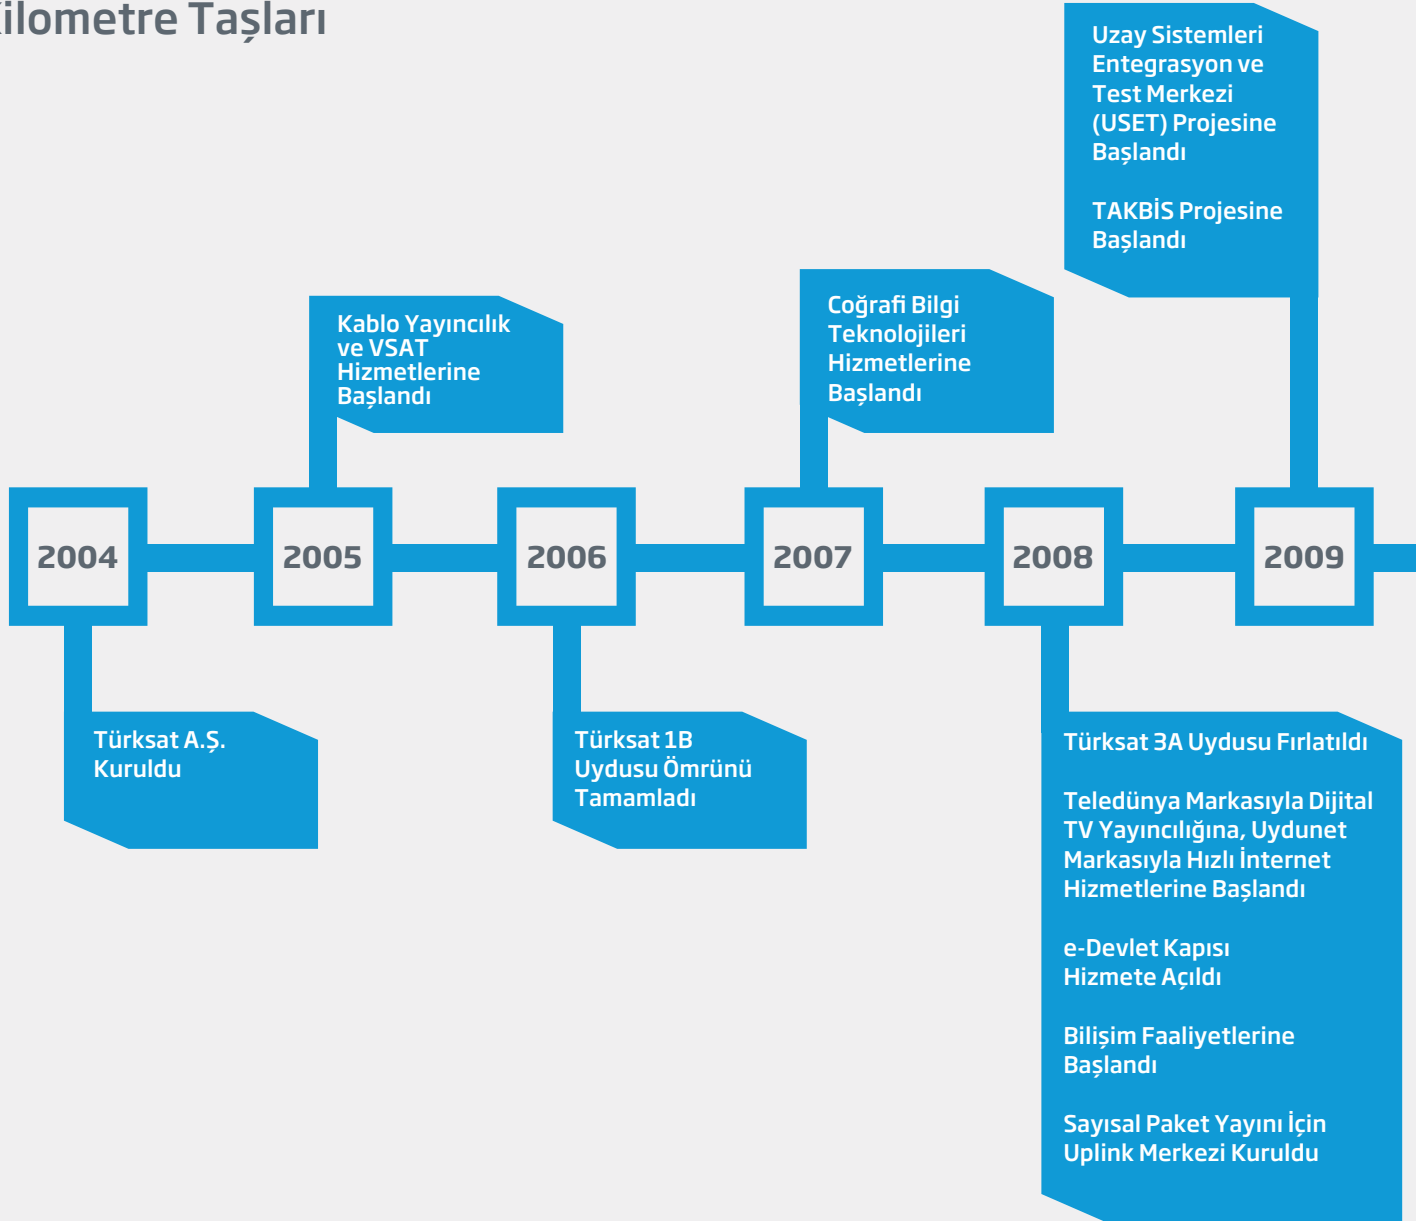 Kilometre Taşları
Uzay Sistemleri
Entegrasyon ve
Test Merkezi
(USET) Projesine
Başlandı
TAKBİS Projesine
Başlandı
Kablo Yayıncılık
ve VSAT
Hizmetlerine
Başlandı
Coğrafi Bilgi
Teknolojileri
Hizmetlerine
Başlandı
2004
2005
2006
2007
2008
2009
Türksat A.Ş.
Kuruldu
Türksat 1B
Uydusu Ömrünü
Tamamladı
Türksat 3A Uydusu Fırlatıldı
Teledünya Markasıyla Dijital
TV Yayıncılığına, Uydunet
Markasıyla Hızlı İnternet
Hizmetlerine Başlandı
e-Devlet Kapısı
Hizmete Açıldı
Bilişim Faaliyetlerine
Başlandı
Sayısal Paket Yayını İçin
Uplink Merkezi Kuruldu